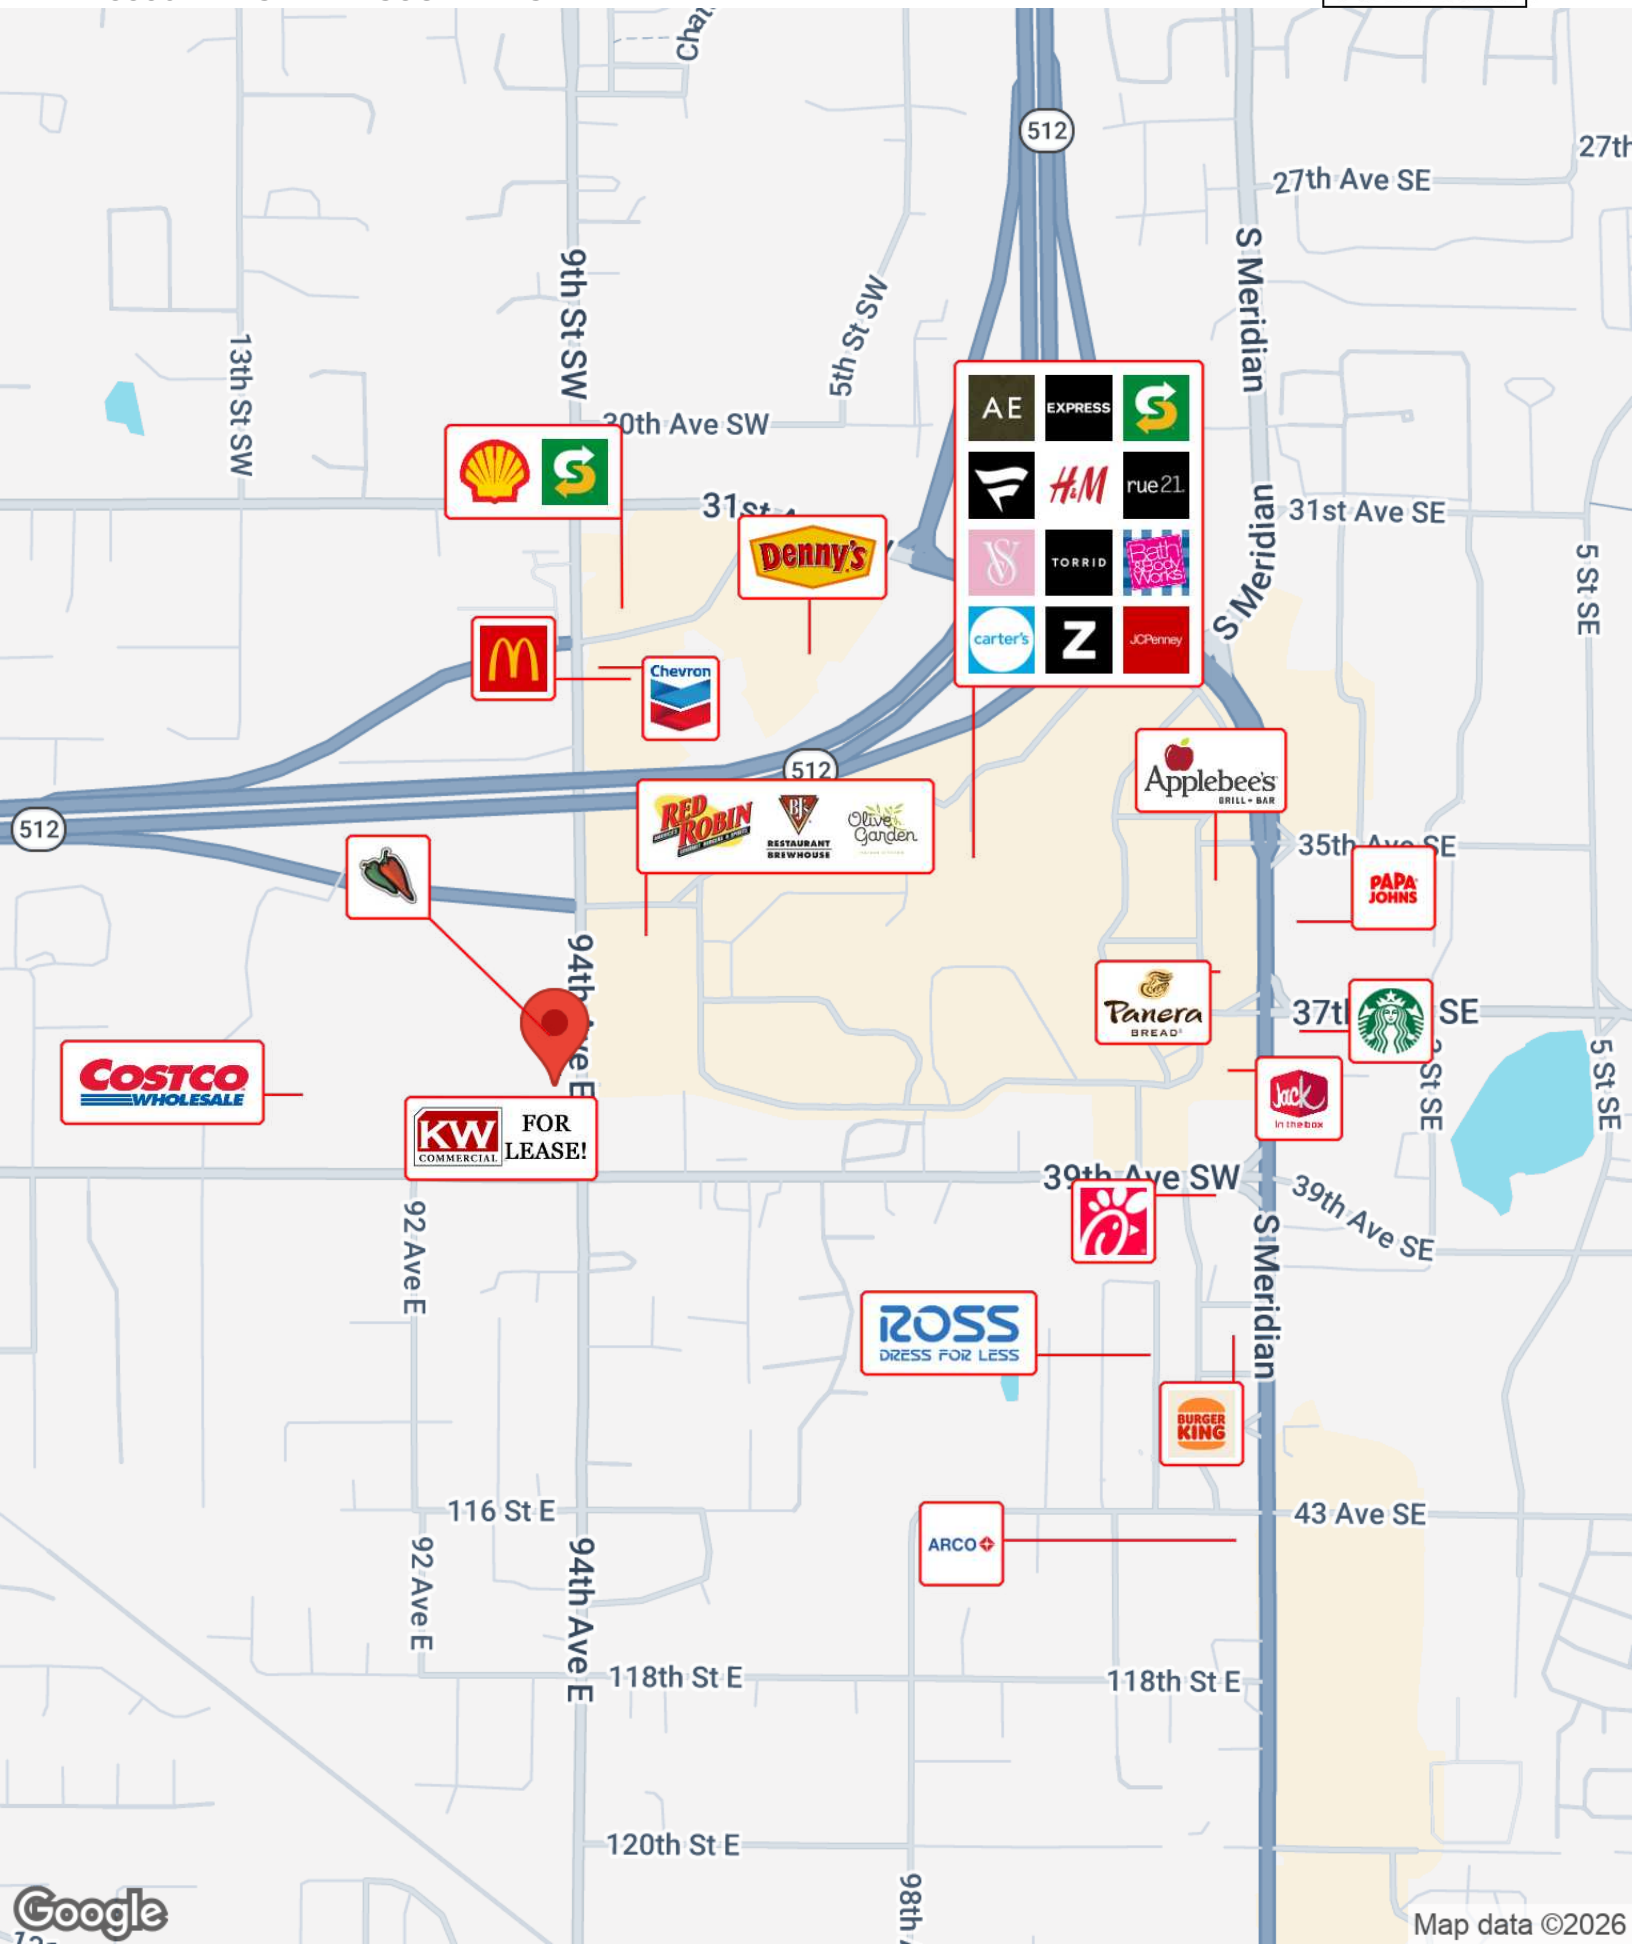 Chat
512
27th
27th Ave SE
S Meridian
9th St SW
5th St SW
13th St SW
30th Ave SW
AE
EXPRESS
H&M
rue21
VS
TORRID
Bath
& Body
Works
carter's
Z
JCPenney
31st A
31st Ave SE
S Meridian
5 St SE
Denny's
Chevron
512
512
Applebee's
GRILL + BAR
RED
ROBIN
BJ's
RESTAURANT
BREWHOUSE
Olive
Garden
35th Ave SE
PAPA
JOHNS
94th Ave E
Panera
BREAD
37th
SE
COSTCO
WHOLESALE
Jack
in the box
St SE
5 St SE
KW
COMMERCIAL
FOR
LEASE!
39th Ave SW
39th Ave SE
92 Ave E
S Meridian
ROSS
DRESS FOR LESS
BURGER
KING
116 St E
43 Ave SE
ARCO
92 Ave E
94th Ave E
118th St E
118th St E
120th St E
98th
Google
Map data ©2026